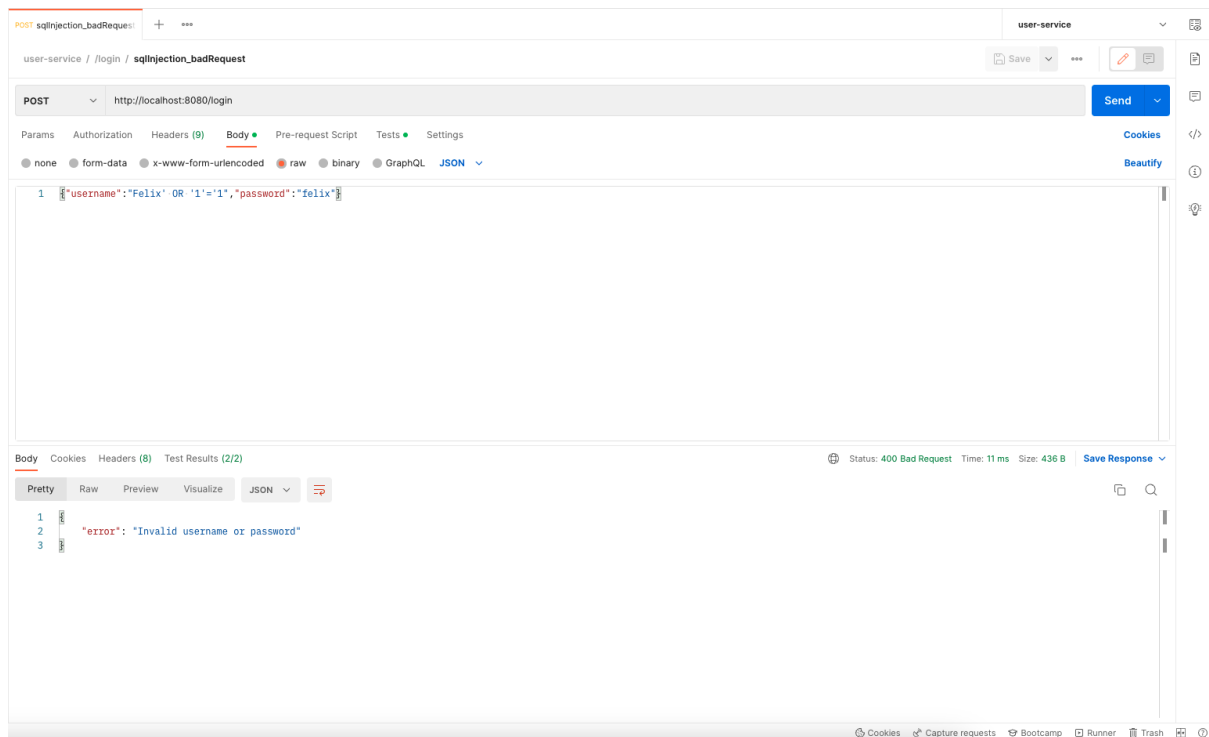 POST sqlInjection_badRequest
user-service
user-service / /login / sqlInjection_badRequest
Save
POST http://localhost:8080/login Send
Params Authorization Headers (9) Body Pre-request Script Tests Settings Cookies
none form-data x-www-form-urlencoded raw binary GraphQL JSON Beautify
1 {"username":"Felix' OR '1'='1","password":"felix"}
Body Cookies Headers (8) Test Results (2/2) Status: 400 Bad Request Time: 11 ms Size: 436 B Save Response
Pretty Raw Preview Visualize JSON
1 {
2 "error": "Invalid username or password"
3 }
Cookies Capture requests Bootcamp Runner Trash